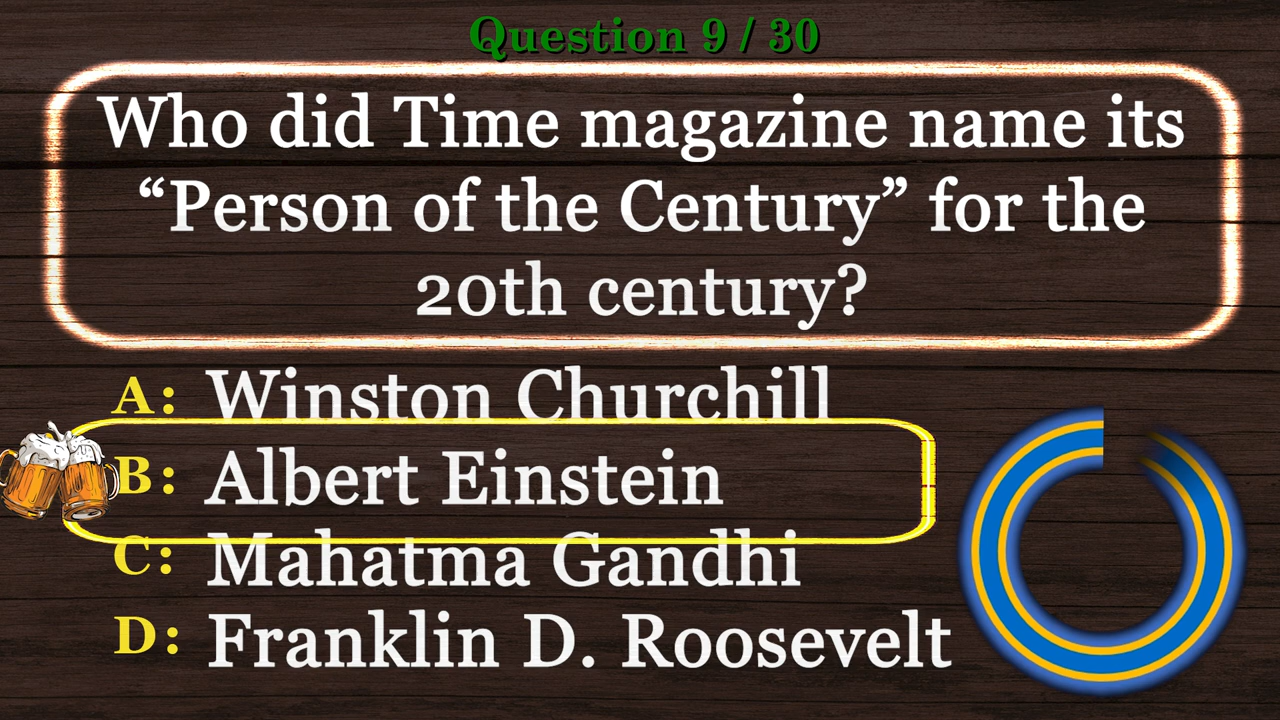 Question 9 / 30
Who did Time magazine name its
“Person of the Century” for the
20th century?
A: Winston Churchill
B: Albert Einstein
C: Mahatma Gandhi
D: Franklin D. Roosevelt